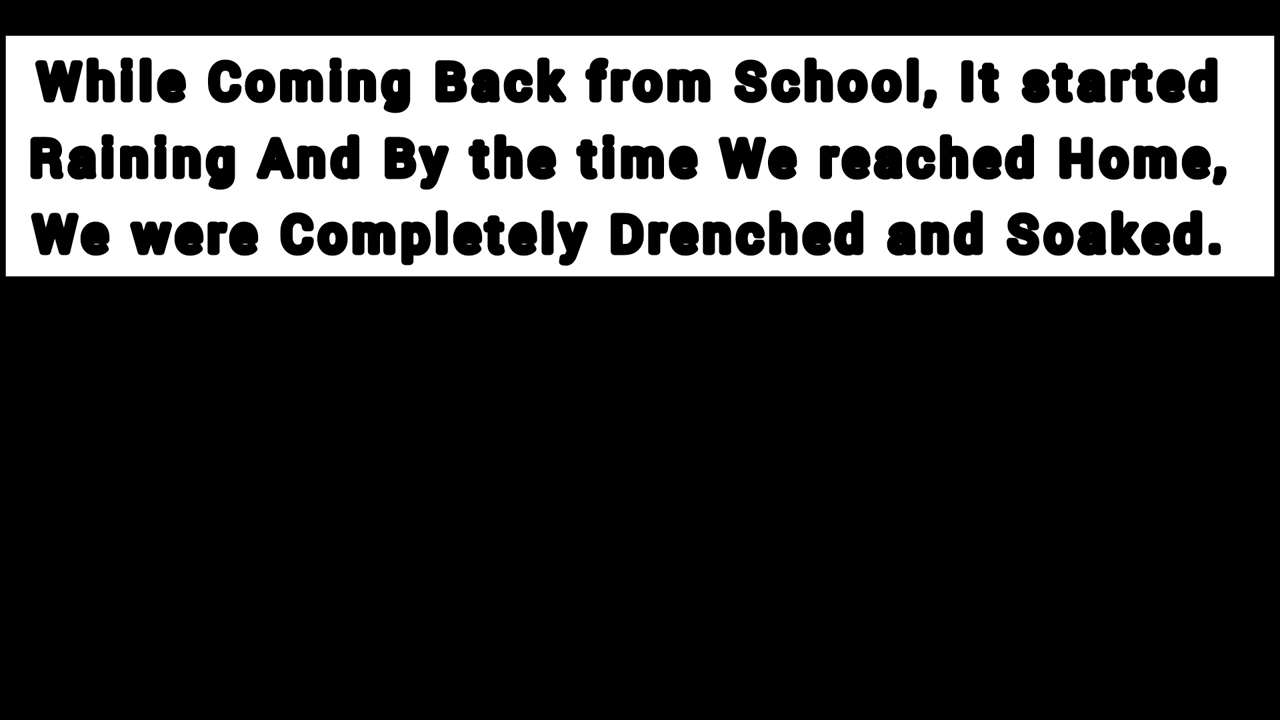 While Coming Back from School, It started
Raining And By the time We reached Home,
We were Completely Drenched and Soaked.